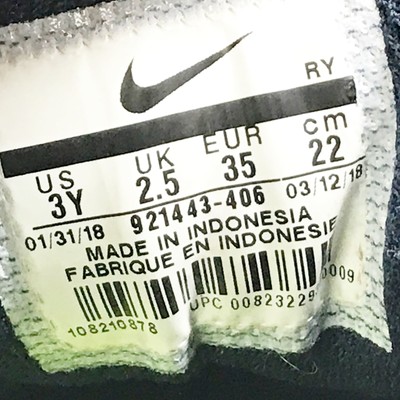 RY
US UK EUR cm
3Y 2.5 35 22
921443-406
01/31/18 03/12/18
MADE IN INDONESIA
FABRIQUE EN INDONESIE
108210878 UPC 00823229